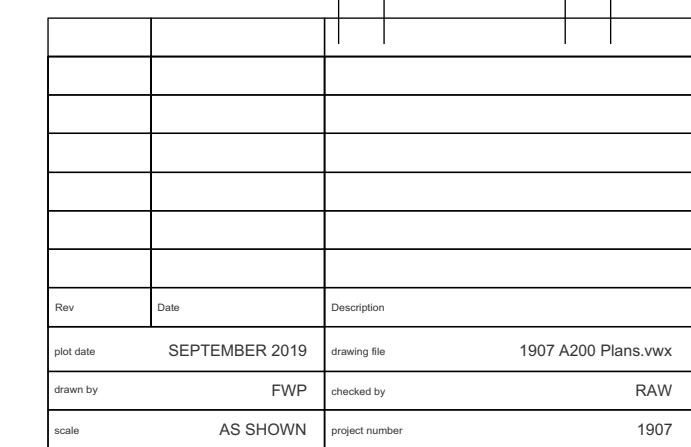 Rev Date Description
plot date SEPTEMBER 2019 drawing file 1907 A200 Plans.vwx
drawn by FWP checked by RAW
scale AS SHOWN project number 1907